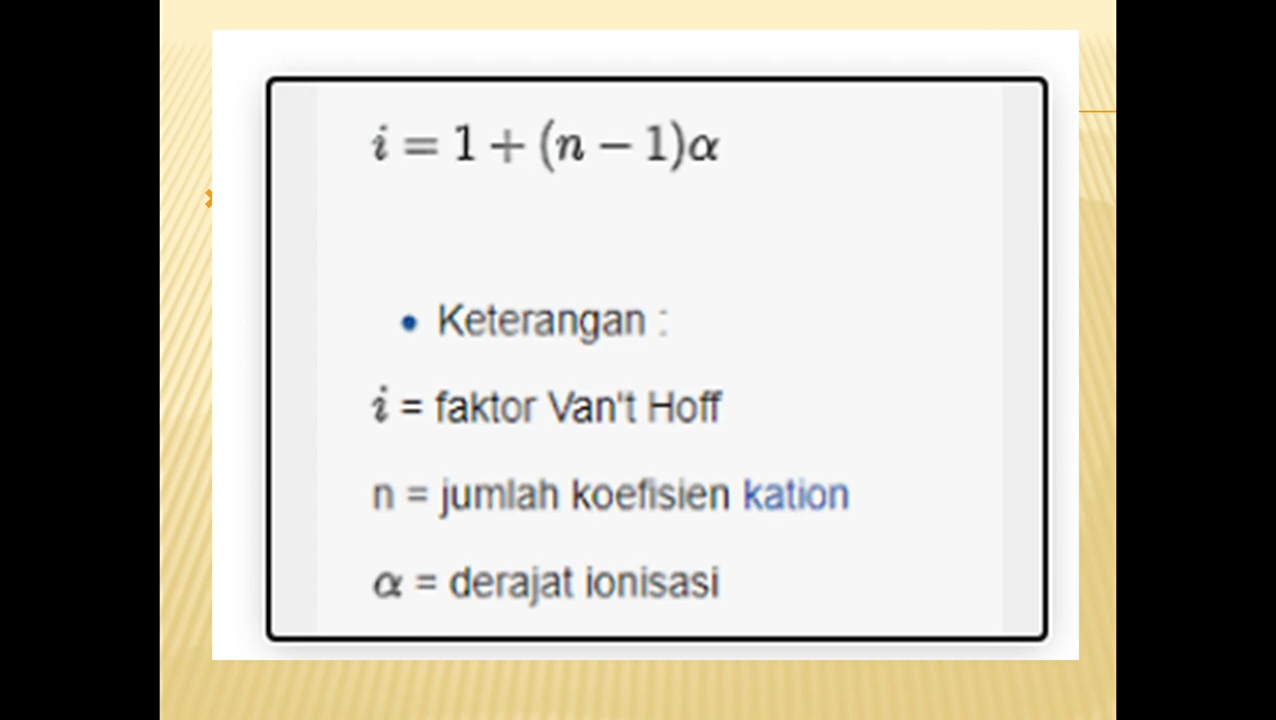 i = 1 + (n − 1)α
• Keterangan :
i = faktor Van't Hoff
n = jumlah koefisien kation
α = derajat ionisasi